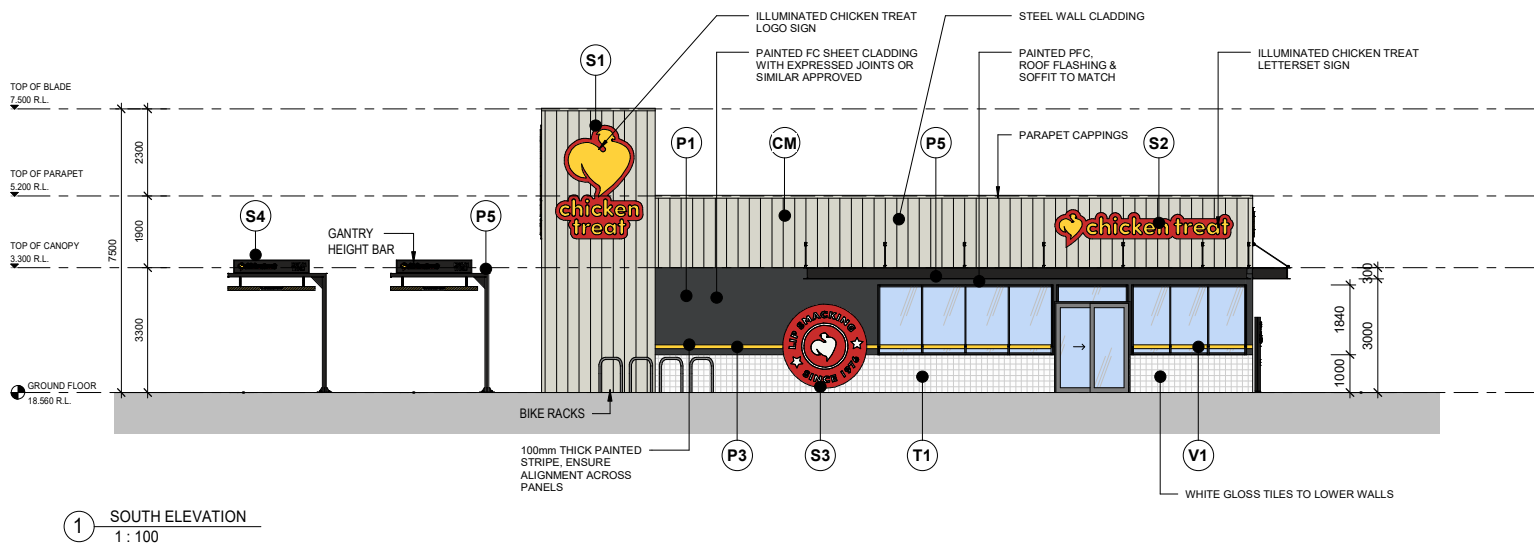 ILLUMINATED CHICKEN TREAT
LOGO SIGN
STEEL WALL CLADDING
S1
PAINTED FC SHEET CLADDING
WITH EXPRESSED JOINTS OR
SIMILAR APPROVED
PAINTED PFC,
ROOF FLASHING &
SOFFIT TO MATCH
ILLUMINATED CHICKEN TREAT
LETTERSET SIGN
TOP OF BLADE
7.500 R.L.
2300
P1
CM
P5
PARAPET CAPPINGS
S2
TOP OF PARAPET
5.200 R.L.
chicken
treat
chicken treat
S4
P5
GANTRY
HEIGHT BAR
1900
7500
TOP OF CANOPY
3.300 R.L.
300
3300
LIP SMACKING
SINCE 1976
1840
3000
1000
GROUND FLOOR
18.560 R.L.
BIKE RACKS
100mm THICK PAINTED
STRIPE, ENSURE
ALIGNMENT ACROSS
PANELS
P3
S3
T1
V1
WHITE GLOSS TILES TO LOWER WALLS
1
SOUTH ELEVATION
1 : 100